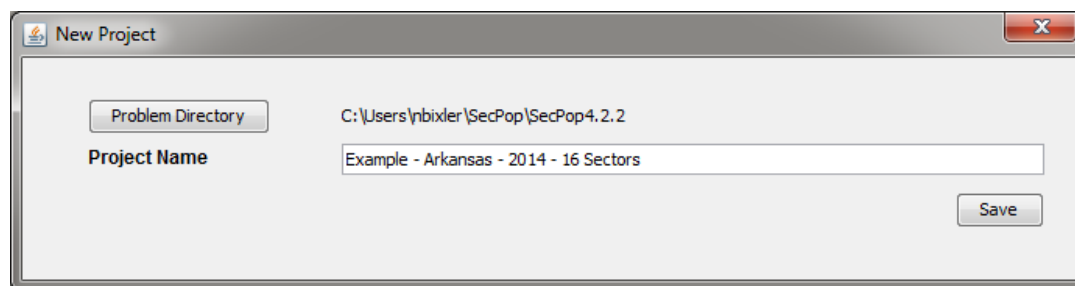 New Project
Problem Directory C:\Users\nbixler\SecPop\SecPop4.2.2
Project Name Example - Arkansas - 2014 - 16 Sectors
Save